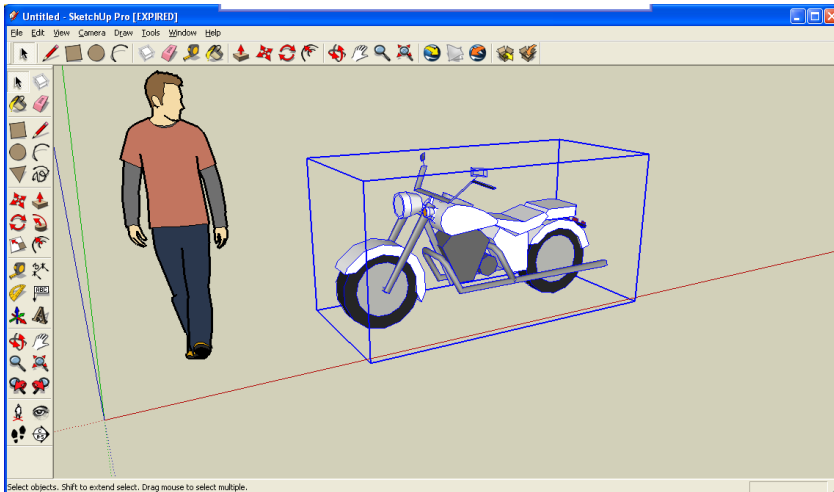 Untitled - SketchUp Pro [EXPIRED]
File Edit View Camera Draw Tools Window Help
ABC
Select objects. Shift to extend select. Drag mouse to select multiple.